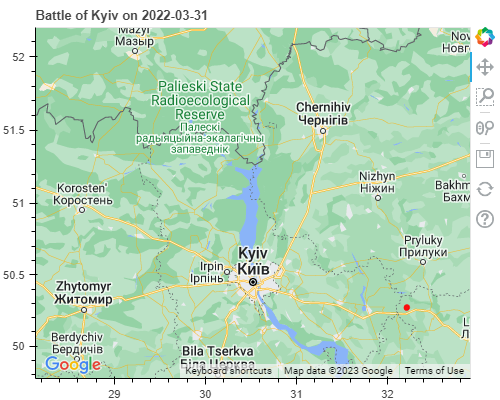 Battle of Kyiv on 2022-03-31
Mazyr
Мазыр
Nov
Новг
52
Palieski State
Radioecological
Reserve
Палескі
радыяцыйна-экалагічны
запаведнік
Chernihiv
Чернігів
51.5
Korosten'
Коростень
Nizhyn
Ніжин
Bakhm
Бахм
51
Kyiv
Київ
Pryluky
Прилуки
Irpin
Ірпінь
50.5
Zhytomyr
Житомир
Berdychiv
Бердичів
50
Bila Tserkva
Біла Церква
Google
Keyboard shortcuts
Map data ©2023 Google
Terms of Use
29
30
31
32